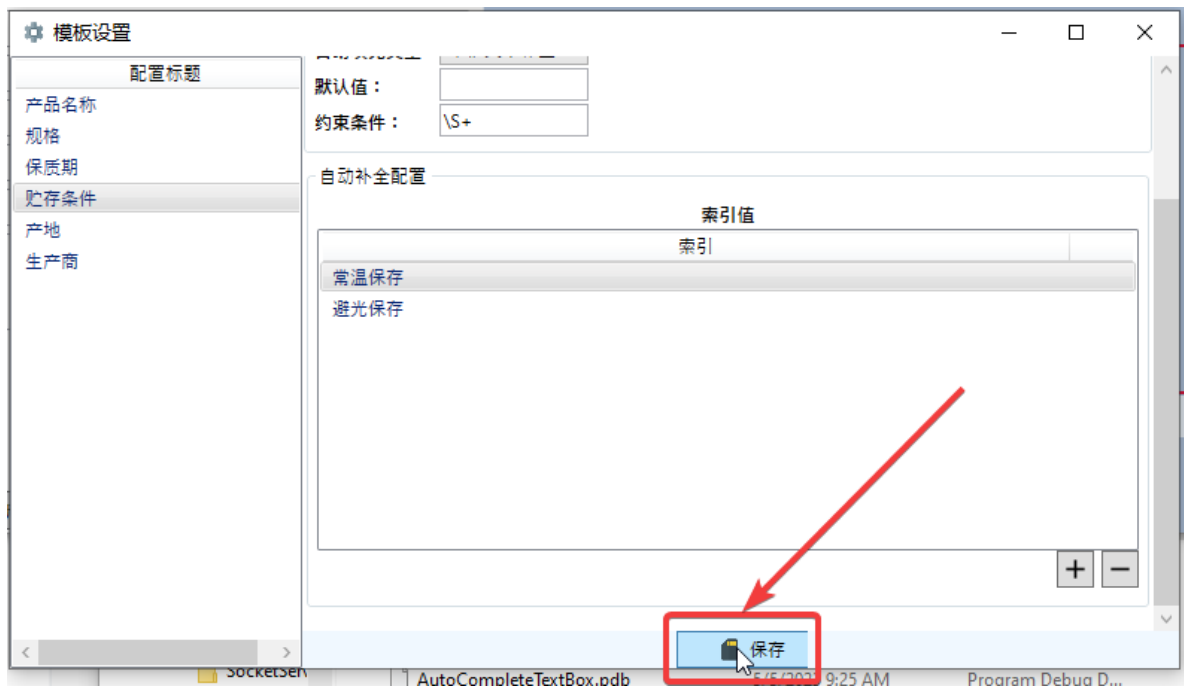 模板设置
配置标题
产品名称
规格
保质期
贮存条件
产地
生产商
默认值：
约束条件： \S+
自动补全配置
索引值
索引
常温保存
避光保存
+ −
保存
AutoCompleteTextBox.pdb 9:25 AM Program Debug D...